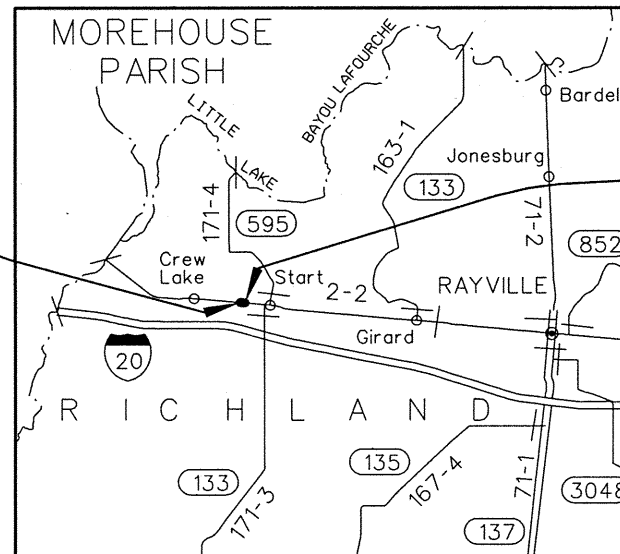 MOREHOUSE
PARISH
LITTLE
LAKE
BAYOU LAFOURCHE
163-1
Bardel
Jonesburg
133
171-4
595
71-2
852
Crew
Lake
Start
2-2
RAYVILLE
Girard
20
R I C H L A N D
133
171-3
135
167-4
71-1
137
3048